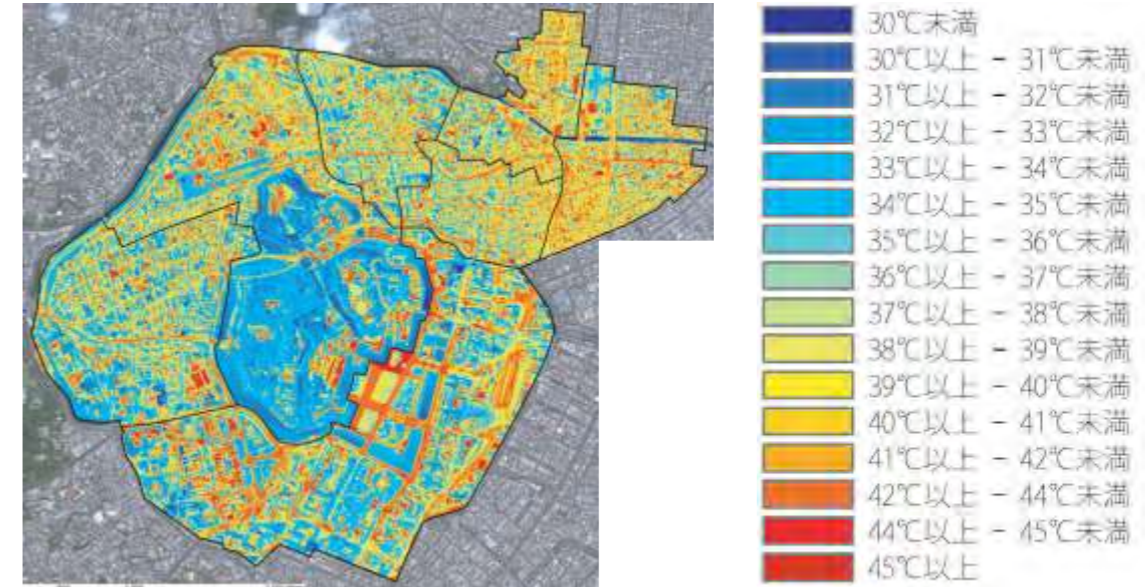 30℃未満
30℃以上 - 31℃未満
31℃以上 - 32℃未満
32℃以上 - 33℃未満
33℃以上 - 34℃未満
34℃以上 - 35℃未満
35℃以上 - 36℃未満
36℃以上 - 37℃未満
37℃以上 - 38℃未満
38℃以上 - 39℃未満
39℃以上 - 40℃未満
40℃以上 - 41℃未満
41℃以上 - 42℃未満
42℃以上 - 44℃未満
44℃以上 - 45℃未満
45℃以上